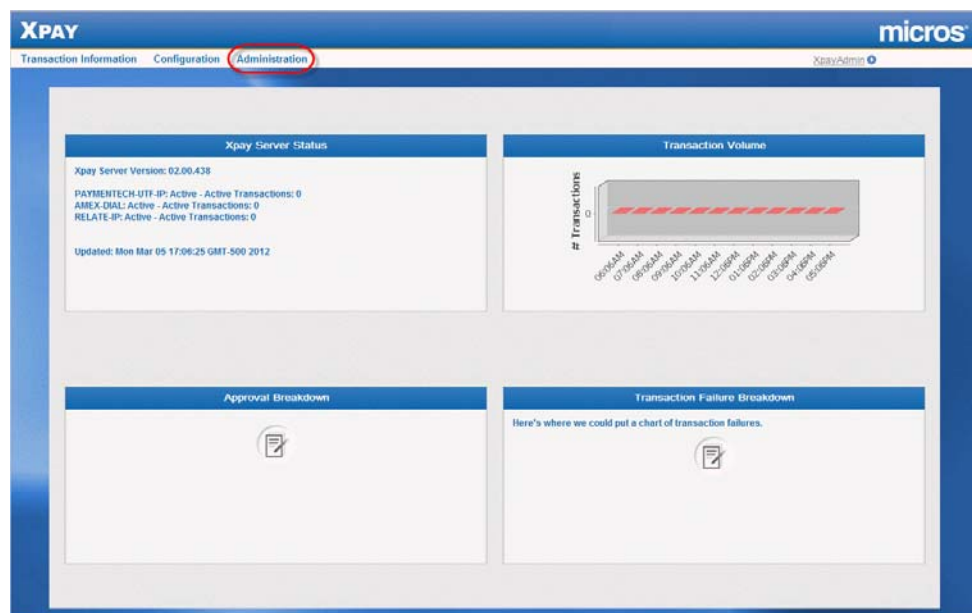 XPAY
micros
Transaction Information Configuration Administration
XpayAdmin
Xpay Server Status
Xpay Server Version: 02.00.438
PAYMENTECH-UTF-IP: Active - Active Transactions: 0
AMEX-DIAL: Active - Active Transactions: 0
RELATE-IP: Active - Active Transactions: 0
Updated: Mon Mar 05 17:06:25 GMT-500 2012
Transaction Volume
# Transactions
0
06:06AM
07:06AM
08:06AM
09:06AM
10:06AM
11:06AM
12:06PM
01:06PM
02:06PM
03:06PM
04:06PM
05:06PM
Approval Breakdown
Transaction Failure Breakdown
Here's where we could put a chart of transaction failures.